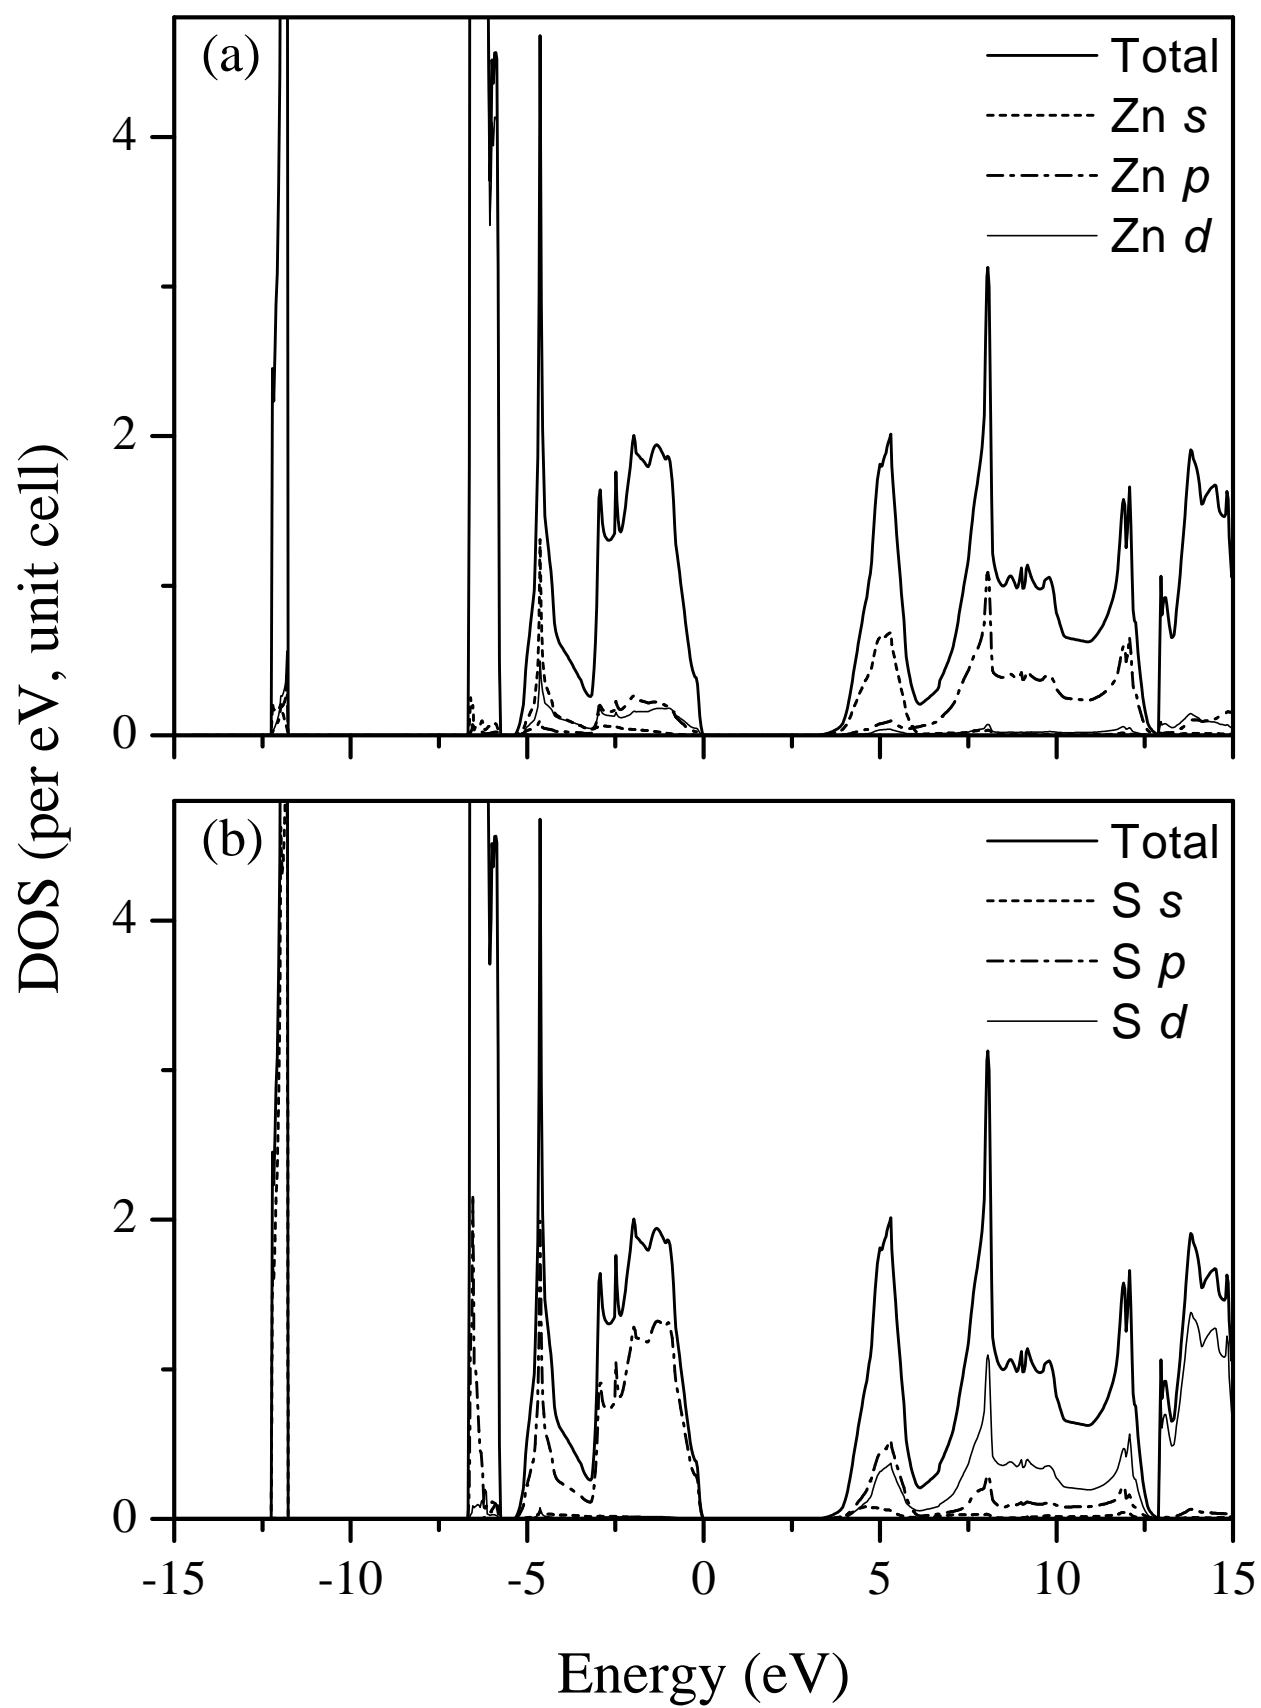 (a)
Total
Zn s
Zn p
Zn d
4
2
0
DOS (per eV, unit cell)
(b)
Total
S s
S p
S d
4
2
0
-15 -10 -5 0 5 10 15
Energy (eV)